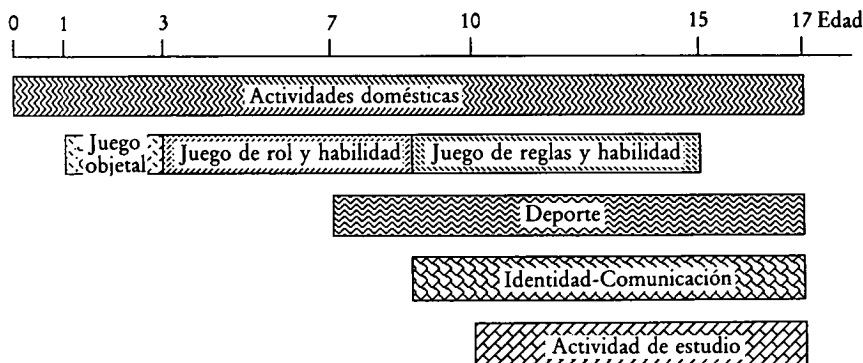 0 1 3 7 10 15 17 Edad
Actividades domésticas
Juego
objetal
Juego de rol y habilidad
Juego de reglas y habilidad
Deporte
Identidad-Comunicación
Actividad de estudio